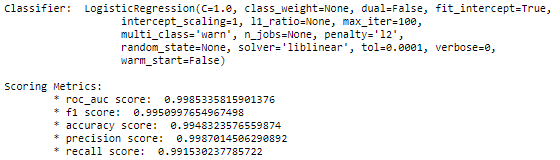 Classifier:  LogisticRegression(C=1.0, class_weight=None, dual=False, fit_intercept=True,
intercept_scaling=1, l1_ratio=None, max_iter=100,
multi_class='warn', n_jobs=None, penalty='l2',
random_state=None, solver='liblinear', tol=0.0001, verbose=0,
warm_start=False)
Scoring Metrics:
* roc_auc score:  0.9985335815901376
* f1 score:  0.9950997654967498
* accuracy score:  0.9948323576559874
* precision score:  0.9987014506290892
* recall score:  0.991530237785722